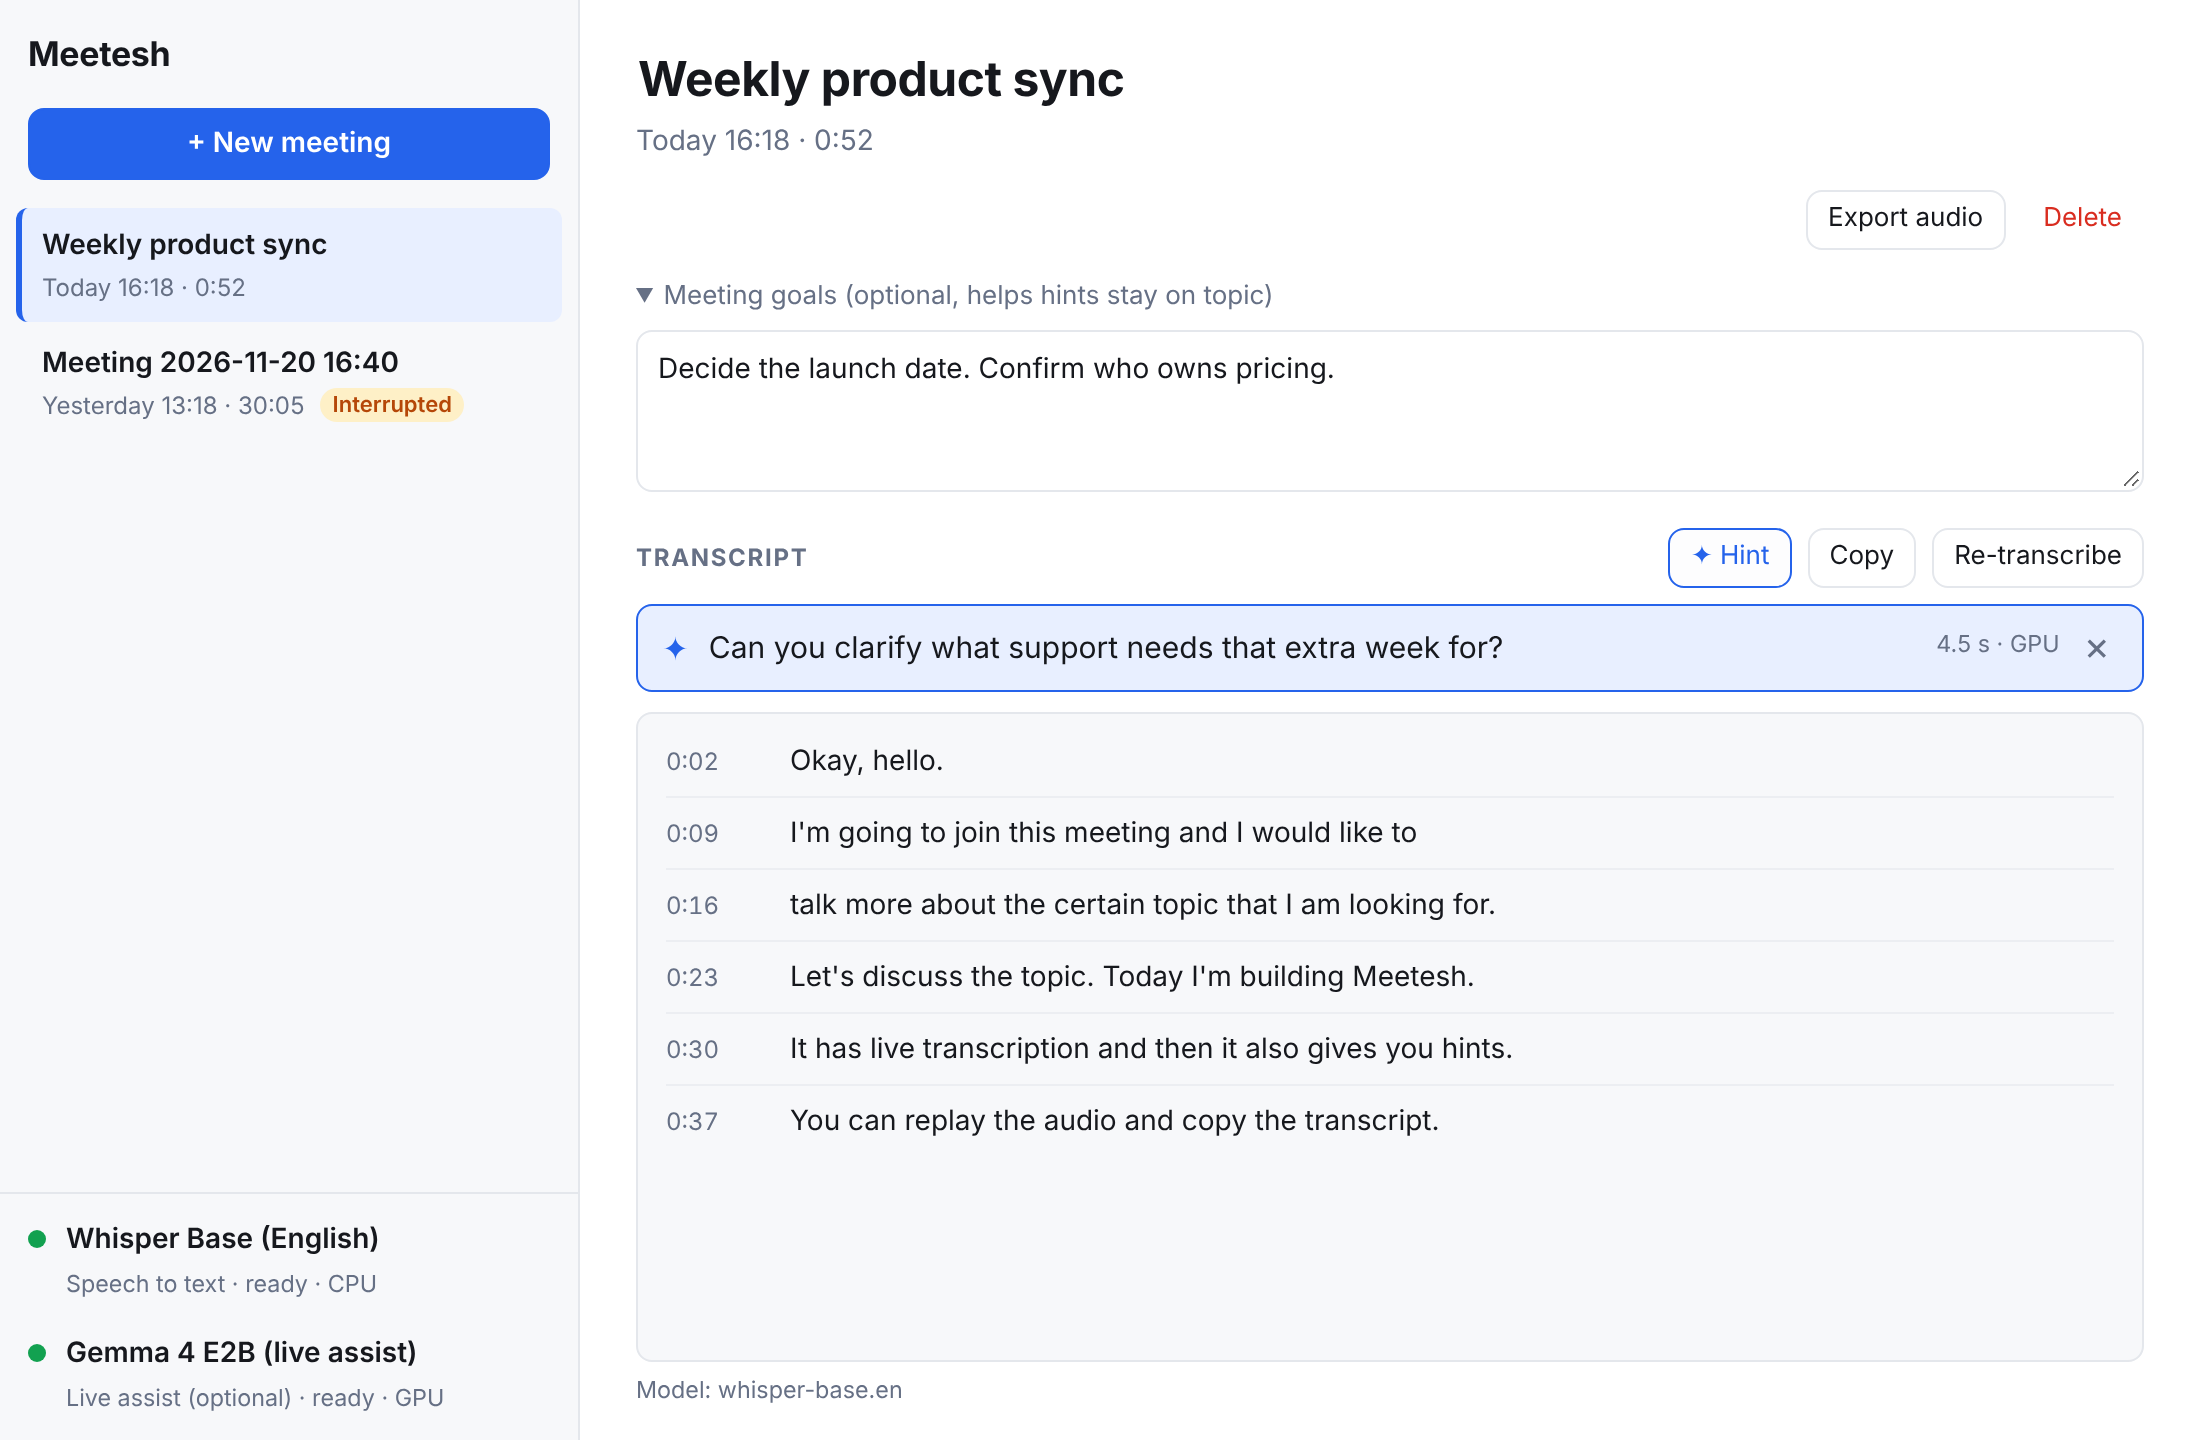 Meetesh
+ New meeting
Weekly product sync
Today 16:18 · 0:52
Meeting 2026-11-20 16:40
Yesterday 13:18 · 30:05 Interrupted
Whisper Base (English)
Speech to text · ready · CPU
Gemma 4 E2B (live assist)
Live assist (optional) · ready · GPU
Weekly product sync
Today 16:18 · 0:52
Export audio Delete
▼ Meeting goals (optional, helps hints stay on topic)
Decide the launch date. Confirm who owns pricing.
TRANSCRIPT ✦ Hint Copy Re-transcribe
✦ Can you clarify what support needs that extra week for? 4.5 s · GPU ✕
0:02 Okay, hello.
0:09 I'm going to join this meeting and I would like to
0:16 talk more about the certain topic that I am looking for.
0:23 Let's discuss the topic. Today I'm building Meetesh.
0:30 It has live transcription and then it also gives you hints.
0:37 You can replay the audio and copy the transcript.
Model: whisper-base.en